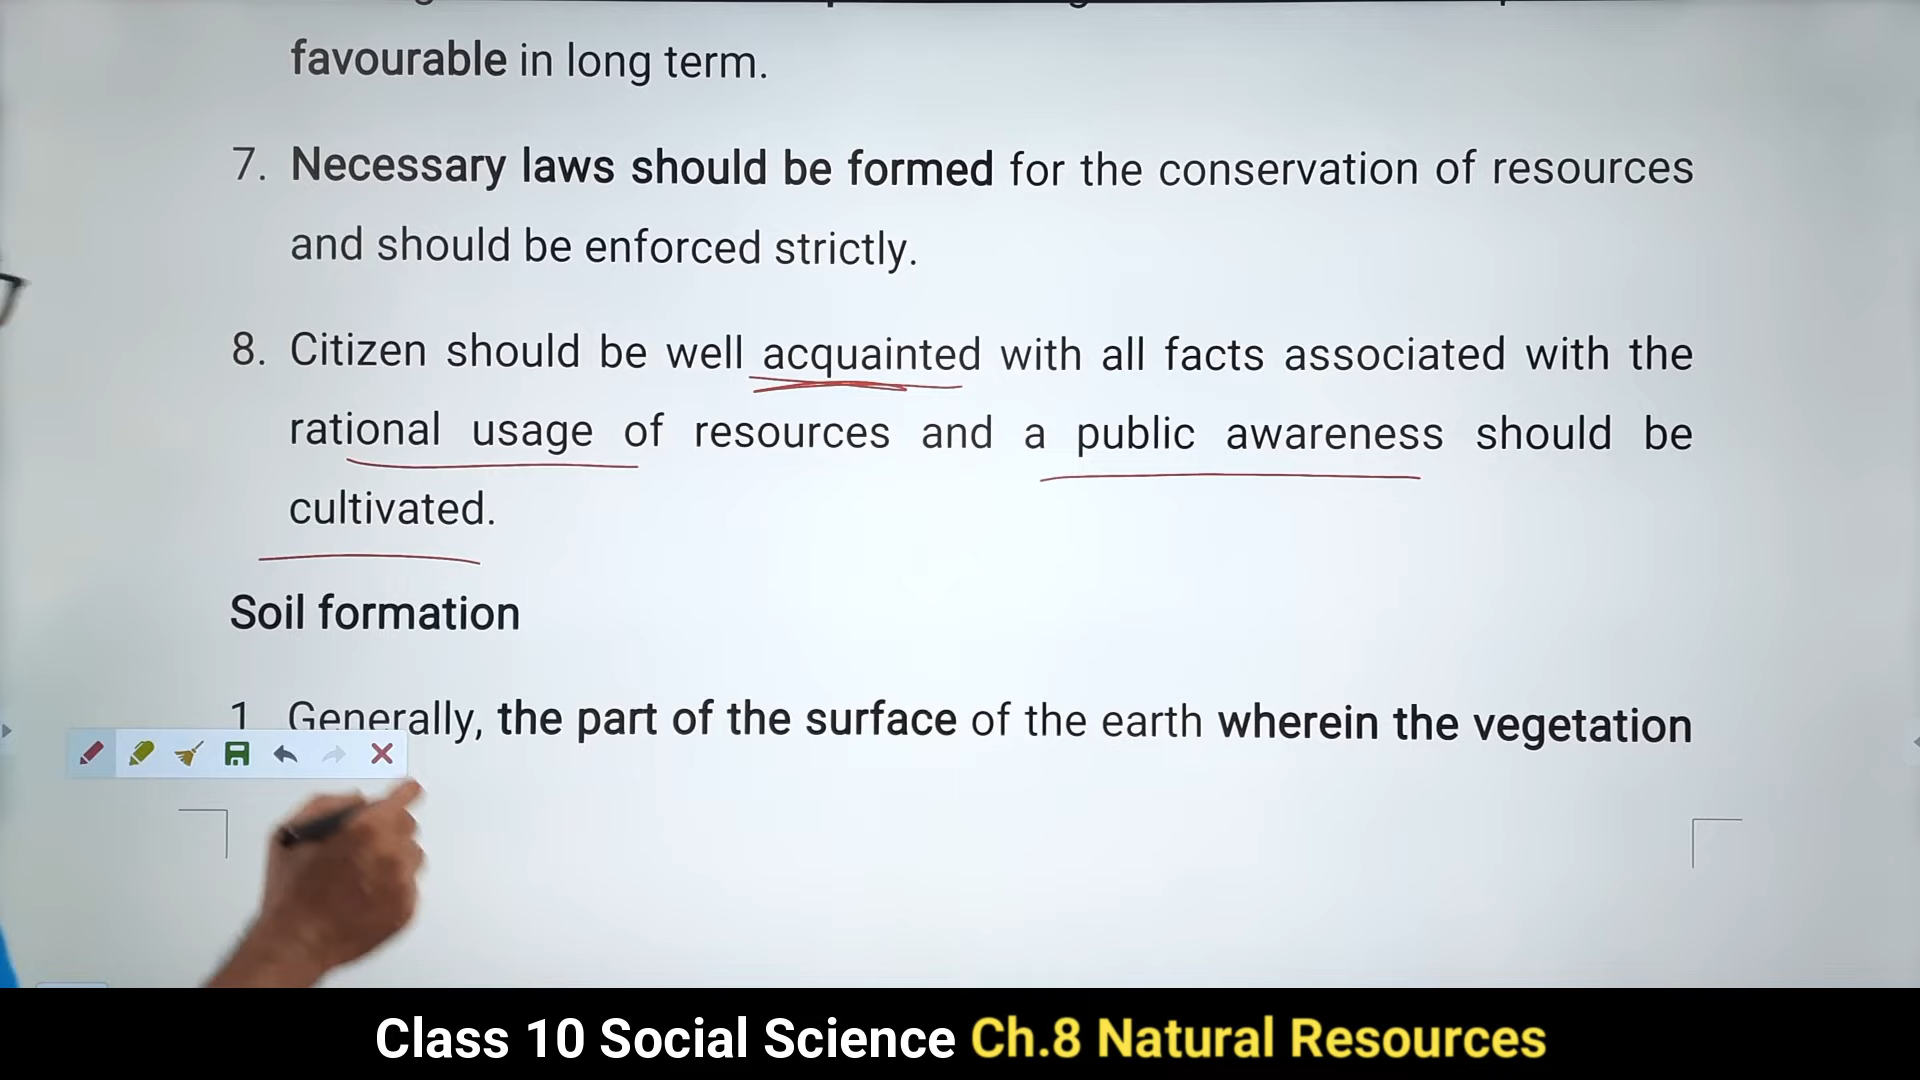 favourable in long term.
7. Necessary laws should be formed for the conservation of resources
and should be enforced strictly.
8. Citizen should be well acquainted with all facts associated with the
rational usage of resources and a public awareness should be
cultivated.
Soil formation
1 Generally, the part of the surface of the earth wherein the vegetation
Class 10 Social Science Ch.8 Natural Resources